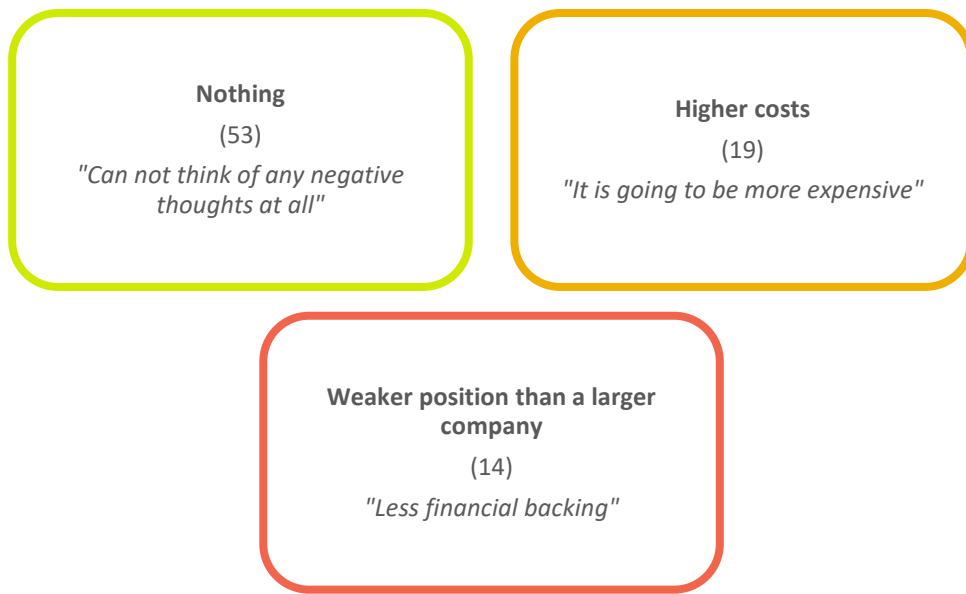 Nothing
(53)
"Can not think of any negative
thoughts at all"
Higher costs
(19)
"It is going to be more expensive"
Weaker position than a larger
company
(14)
"Less financial backing"